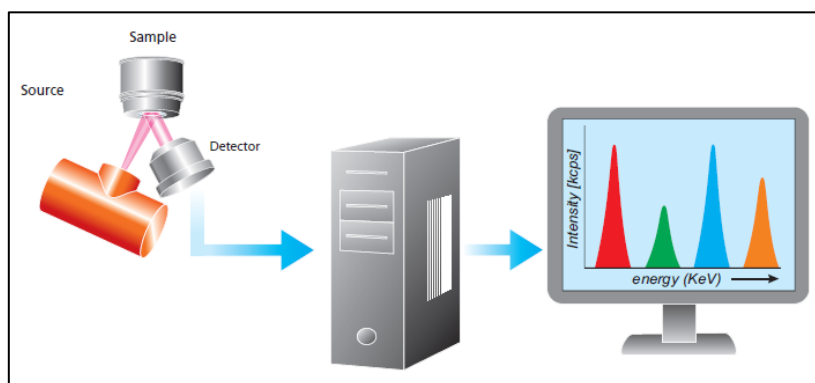 Sample
Source
Detector
Intensity [kcps]
energy (KeV)